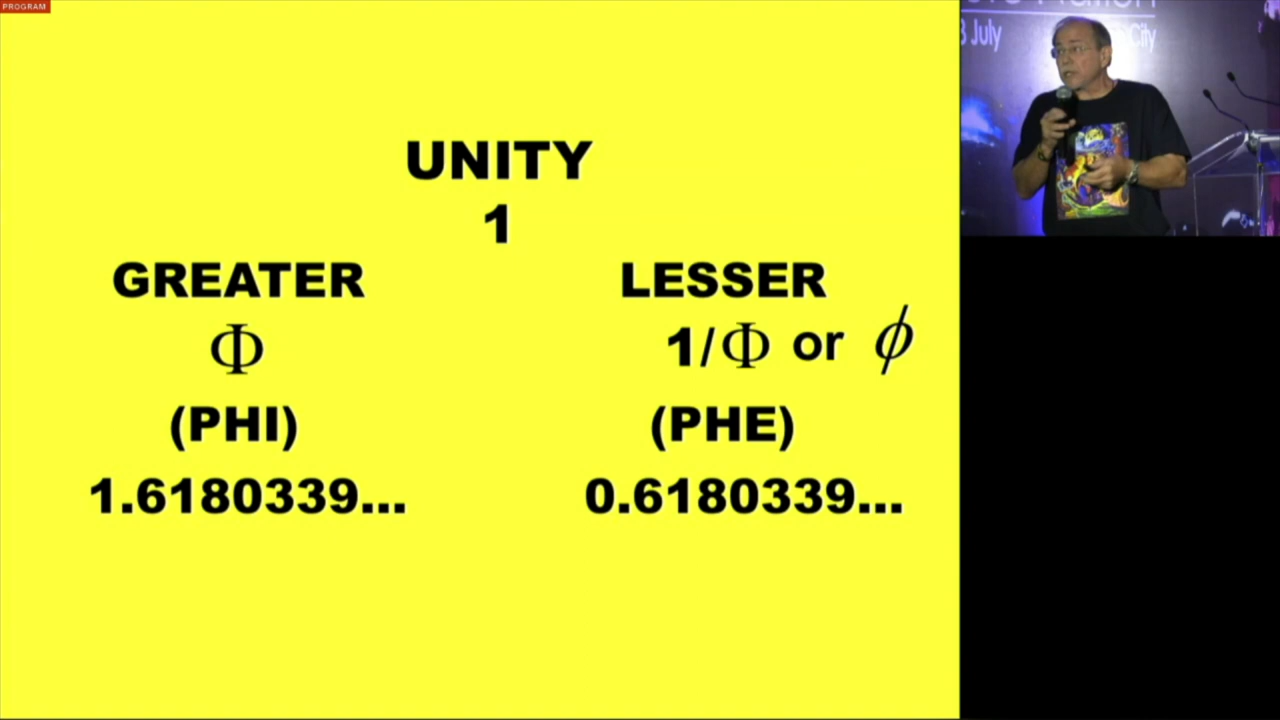 PROGRAM
UNITY
1
GREATER
LESSER
Φ
1/Φ or ϕ
(PHI)
(PHE)
1.6180339...
0.6180339...
July
City